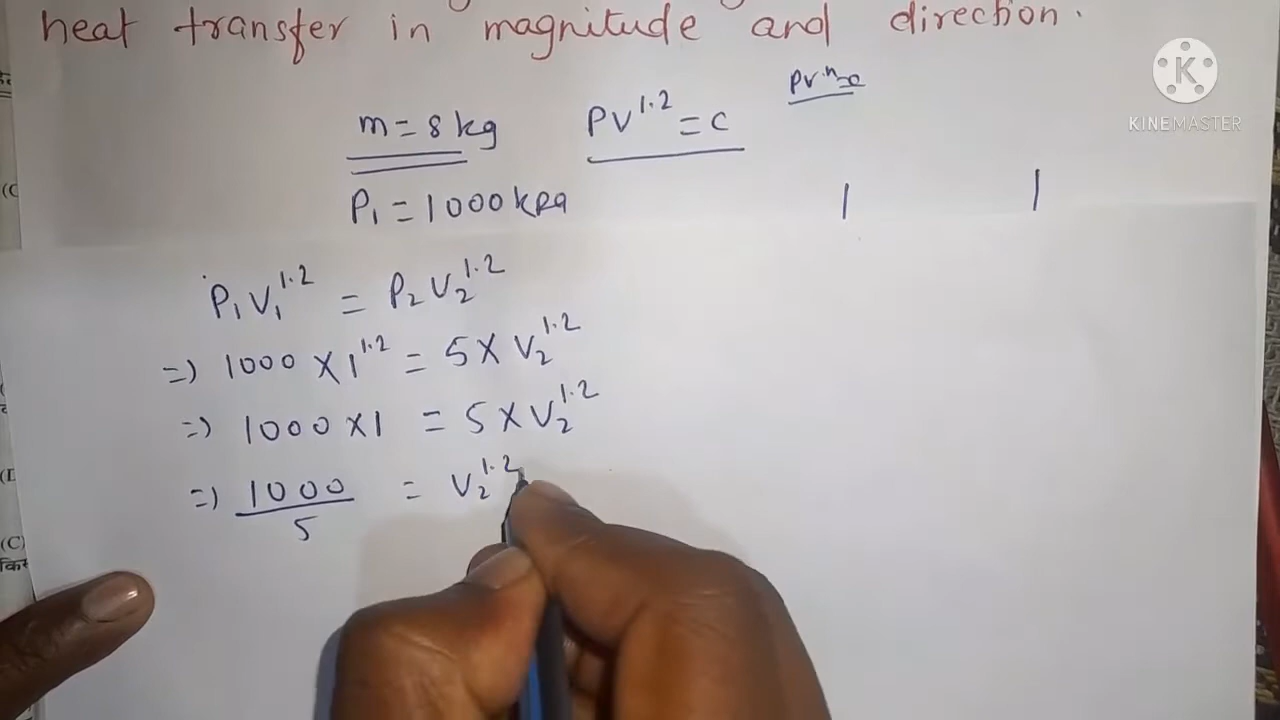 heat transfer in magnitude and direction.
m = 8 kg PV^1.2 = C PV^n=c
K
KINEMASTER
P1 = 1000 kpa
P1V1^1.2 = P2V2^1.2
=) 1000 X 1^1.2 = 5 X V2^1.2
=) 1000 X 1 = 5 X V2^1.2
=) 1000/5 = V2^1.2
(C
(C)